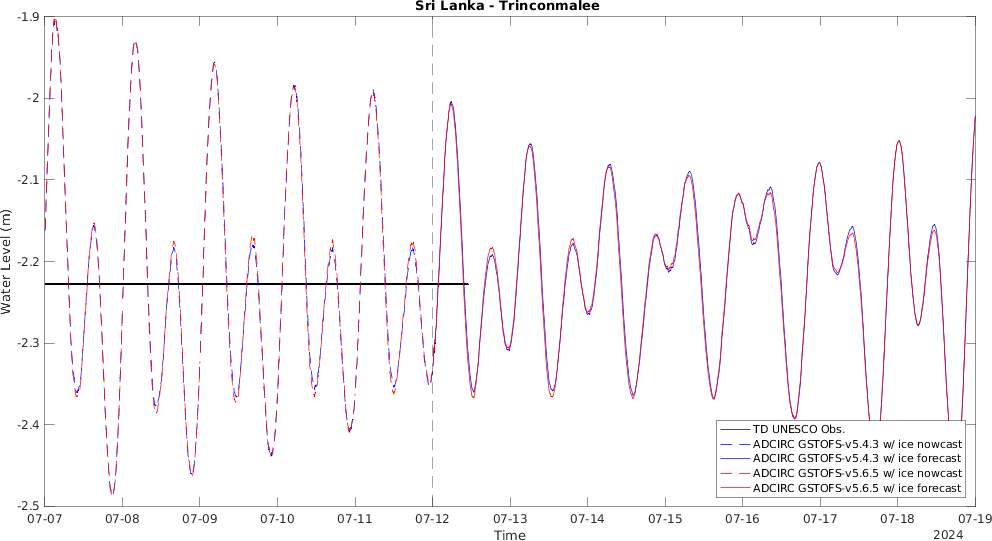 Sri Lanka - Trinconmalee
-1.9
-2
-2.1
-2.2
-2.3
-2.4
-2.5
Water Level (m)
TD UNESCO Obs.
ADCIRC GSTOFS-v5.4.3 w/ ice nowcast
ADCIRC GSTOFS-v5.4.3 w/ ice forecast
ADCIRC GSTOFS-v5.6.5 w/ ice nowcast
ADCIRC GSTOFS-v5.6.5 w/ ice forecast
07-07 07-08 07-09 07-10 07-11 07-12 07-13 07-14 07-15 07-16 07-17 07-18 07-19
Time
2024